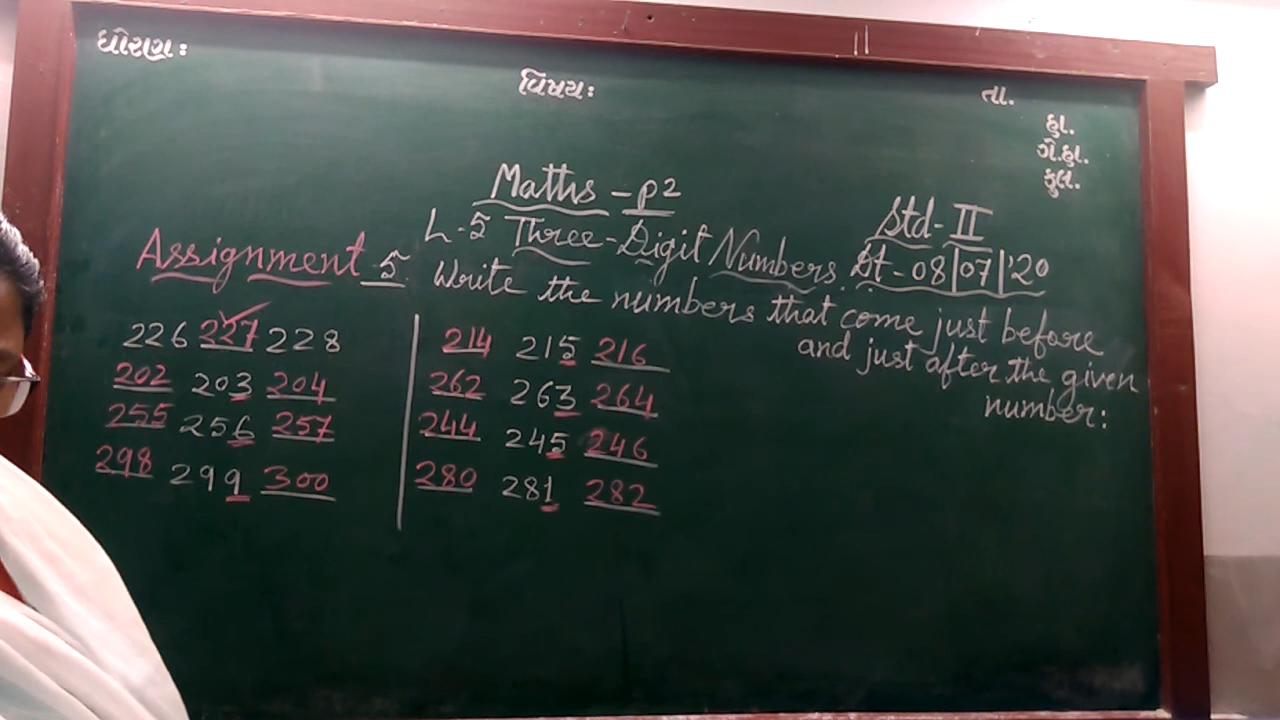 ધોરણ:
વિષય:
તા.
હા.
ગે.હા.
કુલ.
Maths - P2
Std - II
L-5 Three-Digit Numbers.
Dt - 08|07|'20
Assignment - 5
Write the numbers that come just before
and just after the given
number:
226 227 228
202 203 204
255 256 257
298 299 300
214 215 216
262 263 264
244 245 246
280 281 282